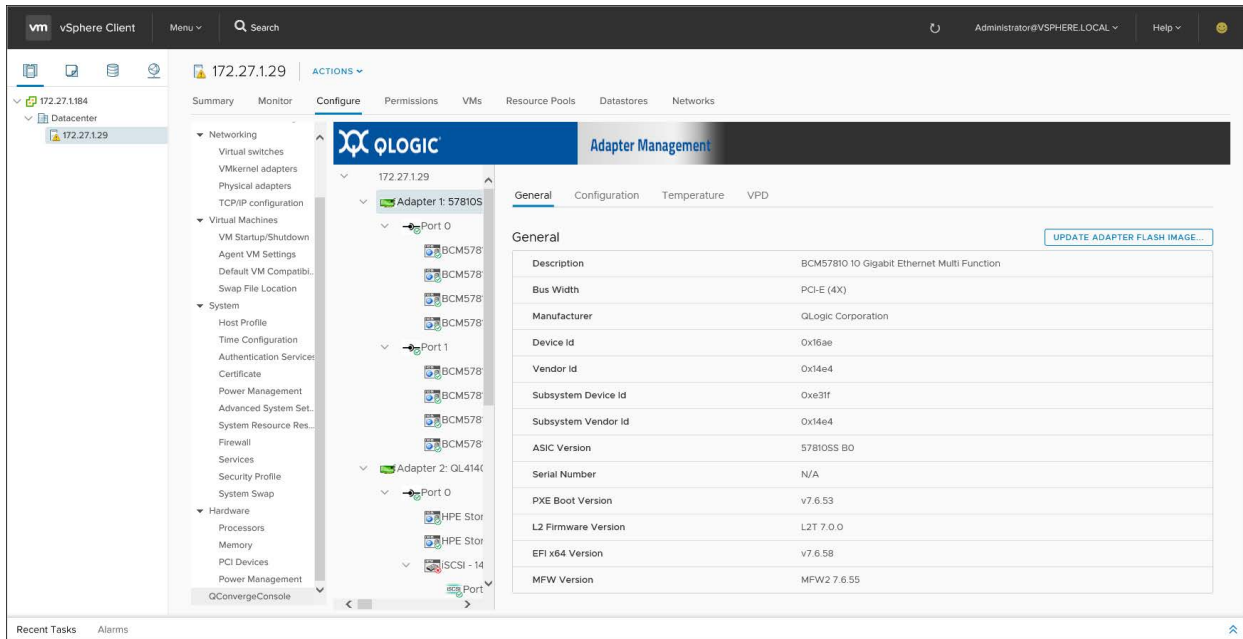 vm vSphere Client Menu Search Administrator@VSPHERE.LOCAL Help
172.27.1.184
Datacenter
172.27.1.29
172.27.1.29 ACTIONS
Summary Monitor Configure Permissions VMs Resource Pools Datastores Networks
Networking
Virtual switches
VMkernel adapters
Physical adapters
TCP/IP configuration
Virtual Machines
VM Startup/Shutdown
Agent VM Settings
Default VM Compatibi..
Swap File Location
System
Host Profile
Time Configuration
Authentication Services
Certificate
Power Management
Advanced System Set..
System Resource Res...
Firewall
Services
Security Profile
System Swap
Hardware
Processors
Memory
PCI Devices
Power Management
QConvergeConsole
QLOGIC Adapter Management
172.27.1.29
Adapter 1: 57810S
Port 0
BCM578
BCM578
BCM578
BCM578
Port 1
BCM578
BCM578
BCM578
BCM578
Adapter 2: QL414
Port 0
HPE Stor
HPE Stor
iSCSI - 14
iSCSI Port
General Configuration Temperature VPD
General UPDATE ADAPTER FLASH IMAGE...
Description BCM57810 10 Gigabit Ethernet Multi Function
Bus Width PCI-E (4X)
Manufacturer QLogic Corporation
Device Id 0x16ae
Vendor Id 0x14e4
Subsystem Device Id 0xe31f
Subsystem Vendor Id 0x14e4
ASIC Version 57810SS B0
Serial Number N/A
PXE Boot Version v7.6.53
L2 Firmware Version L2T 7.0.0
EFI x64 Version v7.6.58
MFW Version MFW2 7.6.55
Recent Tasks Alarms